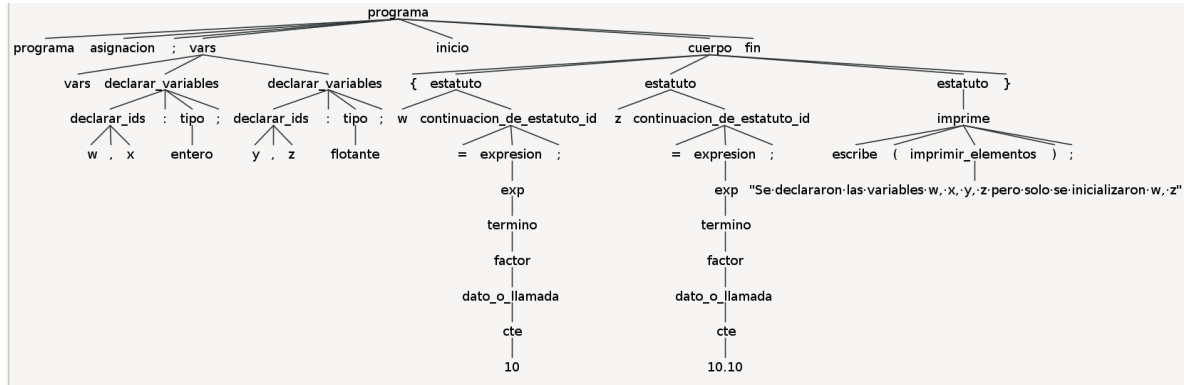 programa
programa asignacion ; vars inicio cuerpo fin
vars declarar_variables declarar_variables { estatuto estatuto estatuto }
declarar_ids : tipo ; declarar_ids : tipo ; w continuacion_de_estatuto_id z continuacion_de_estatuto_id imprime
w , x entero y , z flotante = expresion ; = expresion ; escribe ( imprimir_elementos ) ;
exp exp "Se·declararon·las·variables·w,·x,·y,·z·pero·solo·se·inicializaron·w,·z"
termino termino
factor factor
dato_o_llamada dato_o_llamada
cte cte
10 10.10